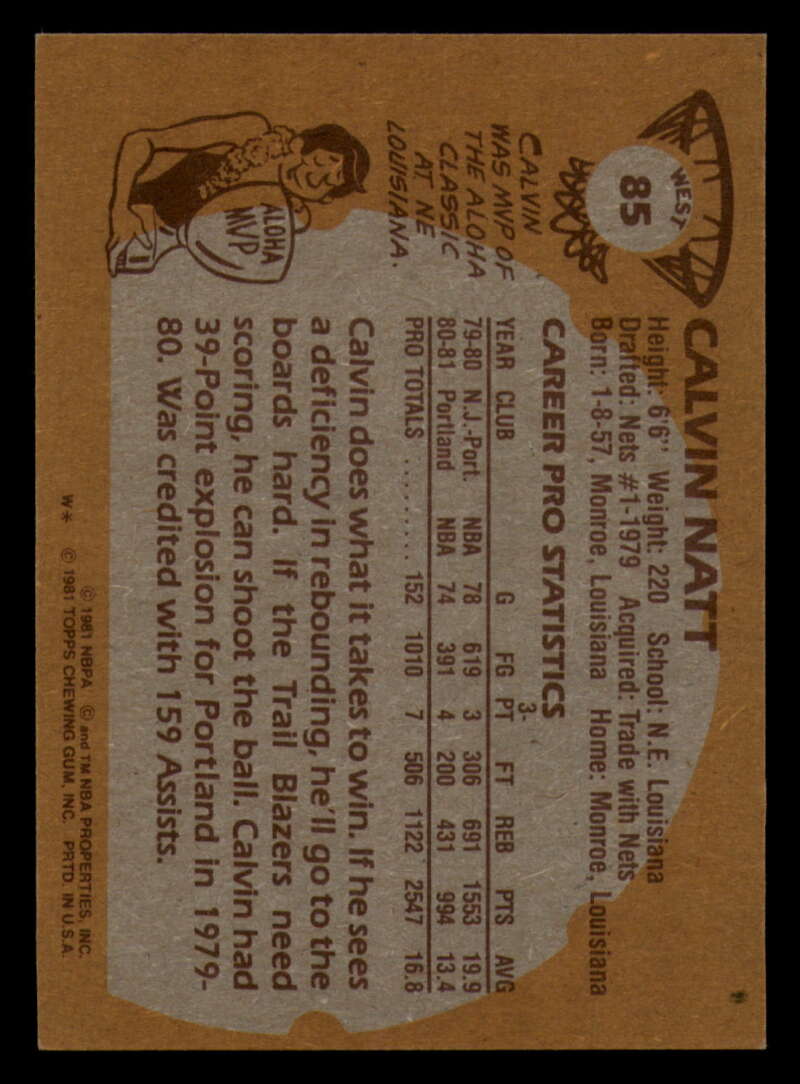 WEST
85
CALVIN NATT
Height: 6'6" Weight: 220 School: N.E. Louisiana
Drafted: Nets #1-1979 Acquired: Trade with Nets
Born: 1-8-57, Monroe, Louisiana Home: Monroe, Louisiana
CAREER PRO STATISTICS
3-
YEAR CLUB G FG PT FT REB PTS AVG
79-80 N.J.-Port. NBA 78 619 3 306 691 1553 19.9
80-81 Portland NBA 74 391 4 200 431 994 13.4
PRO TOTALS ......... 152 1010 7 506 1122 2547 16.8
CALVIN
WAS MVP OF
THE ALOHA
CLASSIC
AT NE
LOUISIANA.
ALOHA
MVP
1
Calvin does what it takes to win. If he sees
a deficiency in rebounding, he'll go to the
boards hard. If the Trail Blazers need
scoring, he can shoot the ball. Calvin had
39-Point explosion for Portland in 1979-
80. Was credited with 159 Assists.
© 1981 NBPA © and TM NBA PROPERTIES, INC.
W* © 1981 TOPPS CHEWING GUM, INC. PRTD. IN U.S.A.